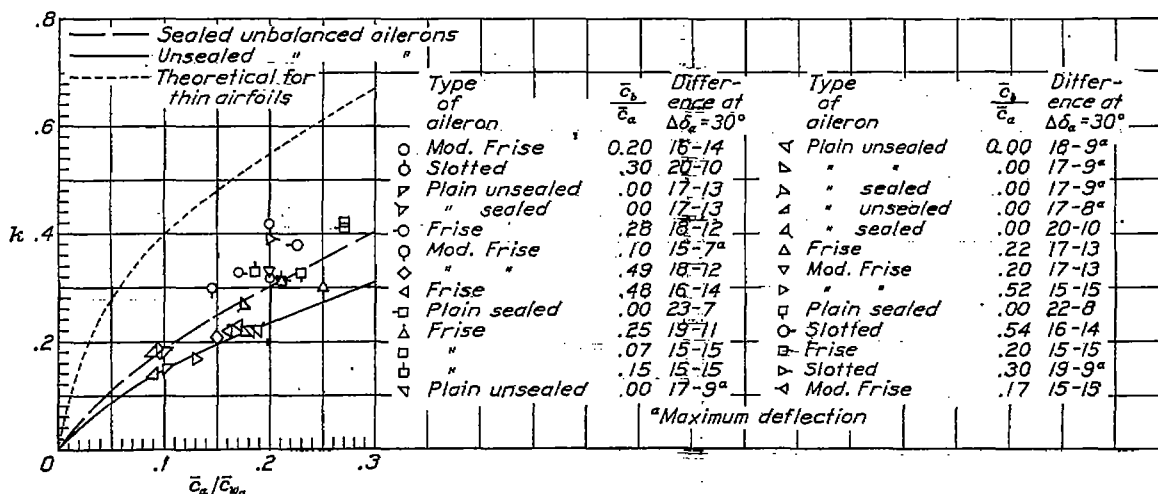 .8
.6
k .4
.2
0
0 .1 .2 .3
c̄a/c̄wa
Sealed unbalanced ailerons
Unsealed " "
Theoretical for
thin airfoils
Type of aileron c̄b/c̄a Difference at Δδa=30°
Mod. Frise 0.20 16-14
Slotted .30 20-10
Plain unsealed .00 17-13
" sealed 00 17-13
Frise .28 18-12
Mod. Frise .10 15-7a
" " .49 18-12
Frise .48 16-14
Plain sealed .00 23-7
Frise .25 19-11
" .07 15-15
" .15 15-15
Plain unsealed .00 17-9a
Type of aileron c̄b/c̄a Difference at Δδa=30°
Plain unsealed 0.00 18-9a
" " .00 17-9a
" sealed .00 17-9a
" unsealed .00 17-8a
" sealed .00 20-10
Frise .22 17-13
Mod. Frise .20 17-13
" " .52 15-15
Plain sealed .00 22-8
Slotted .54 16-14
Frise .20 15-15
Slotted .30 19-9a
Mod. Frise .17 15-15
aMaximum deflection